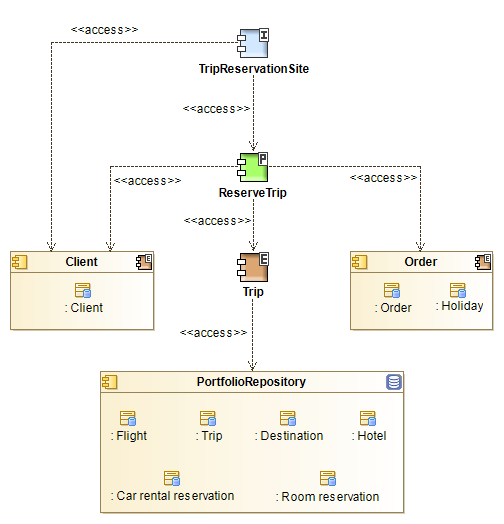 <<access>>
I
TripReservationSite
<<access>>
P
<<access>>
<<access>>
ReserveTrip
<<access>>
Client
E
: Client
E
Trip
Order
E
: Order
: Holiday
<<access>>
PortfolioRepository
: Flight
: Trip
: Destination
: Hotel
: Car rental reservation
: Room reservation